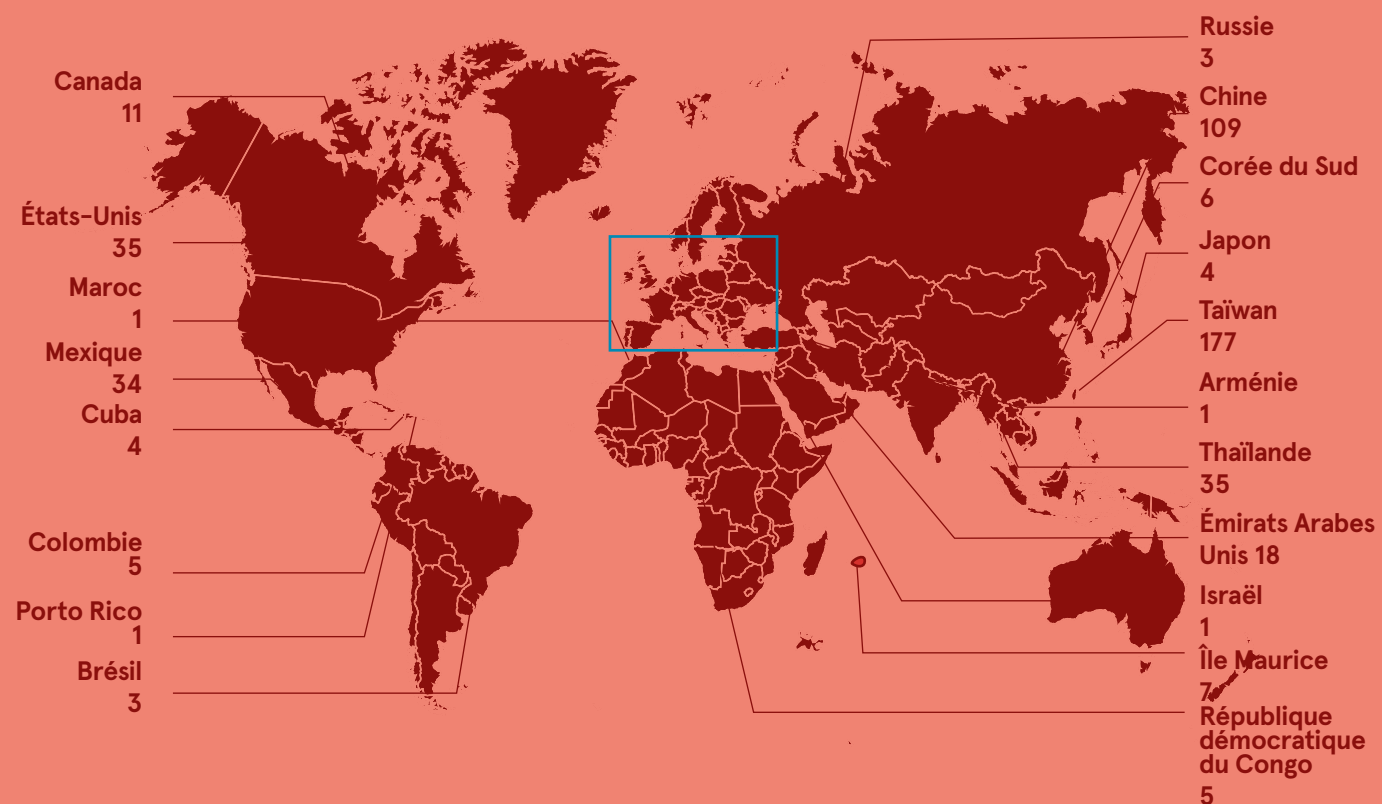 Canada
11
États-Unis
35
Maroc
1
Mexique
34
Cuba
4
Colombie
5
Porto Rico
1
Brésil
3
Russie
3
Chine
109
Corée du Sud
6
Japon
4
Taïwan
177
Arménie
1
Thaïlande
35
Émirats Arabes
Unis 18
Israël
1
Île Maurice
7
République
démocratique
du Congo
5